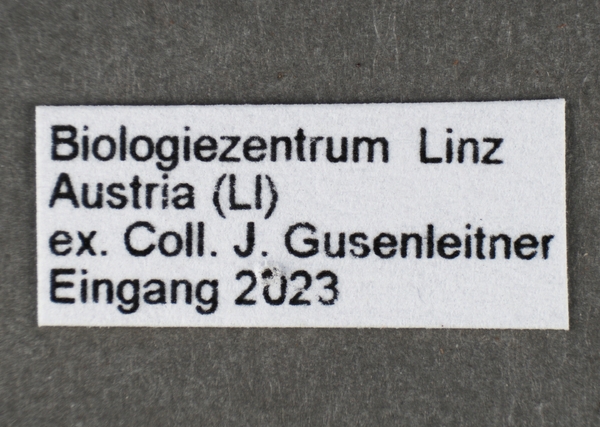 Biologiezentrum Linz
Austria (LI)
ex. Coll. J. Gusenleitner
Eingang 2023